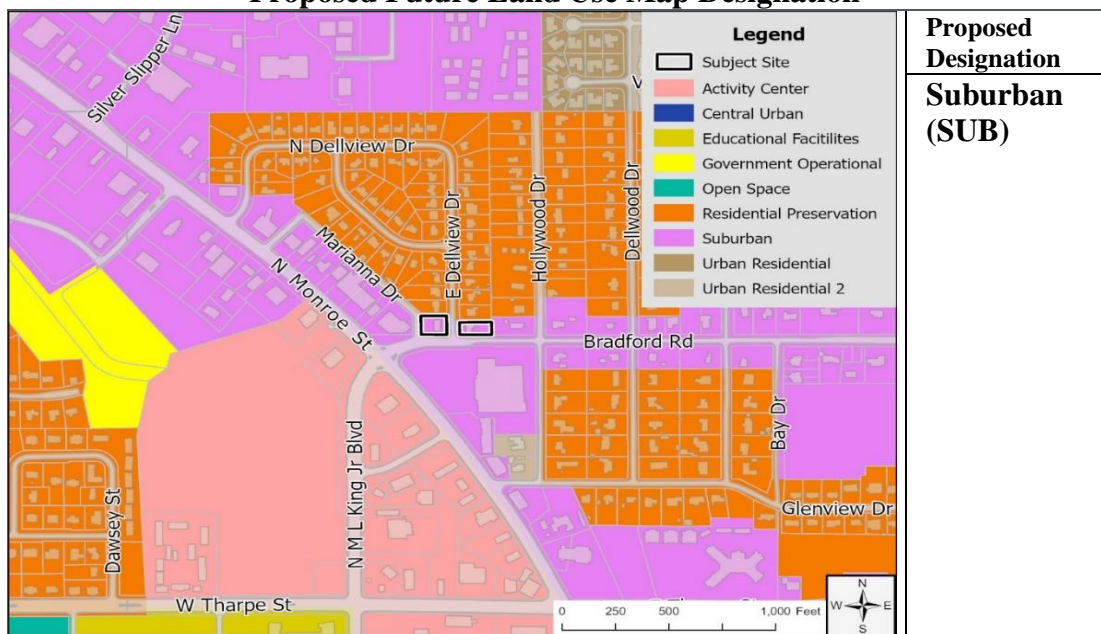 Proposed Future Land Use Map Designation
Proposed
Designation
Suburban
(SUB)
Legend
Subject Site
Activity Center
Central Urban
Educational Facitilites
Government Operational
Open Space
Residential Preservation
Suburban
Urban Residential
Urban Residential 2
Silver Slipper Ln
N Dellview Dr
E Dellview Dr
Hollywood Dr
Dellwood Dr
Marianna Dr
N Monroe St
Bradford Rd
Bay Dr
N M L King Jr Blvd
Dawsey St
Glenview Dr
W Tharpe St
0 250 500 1,000 Feet
N
W E
S